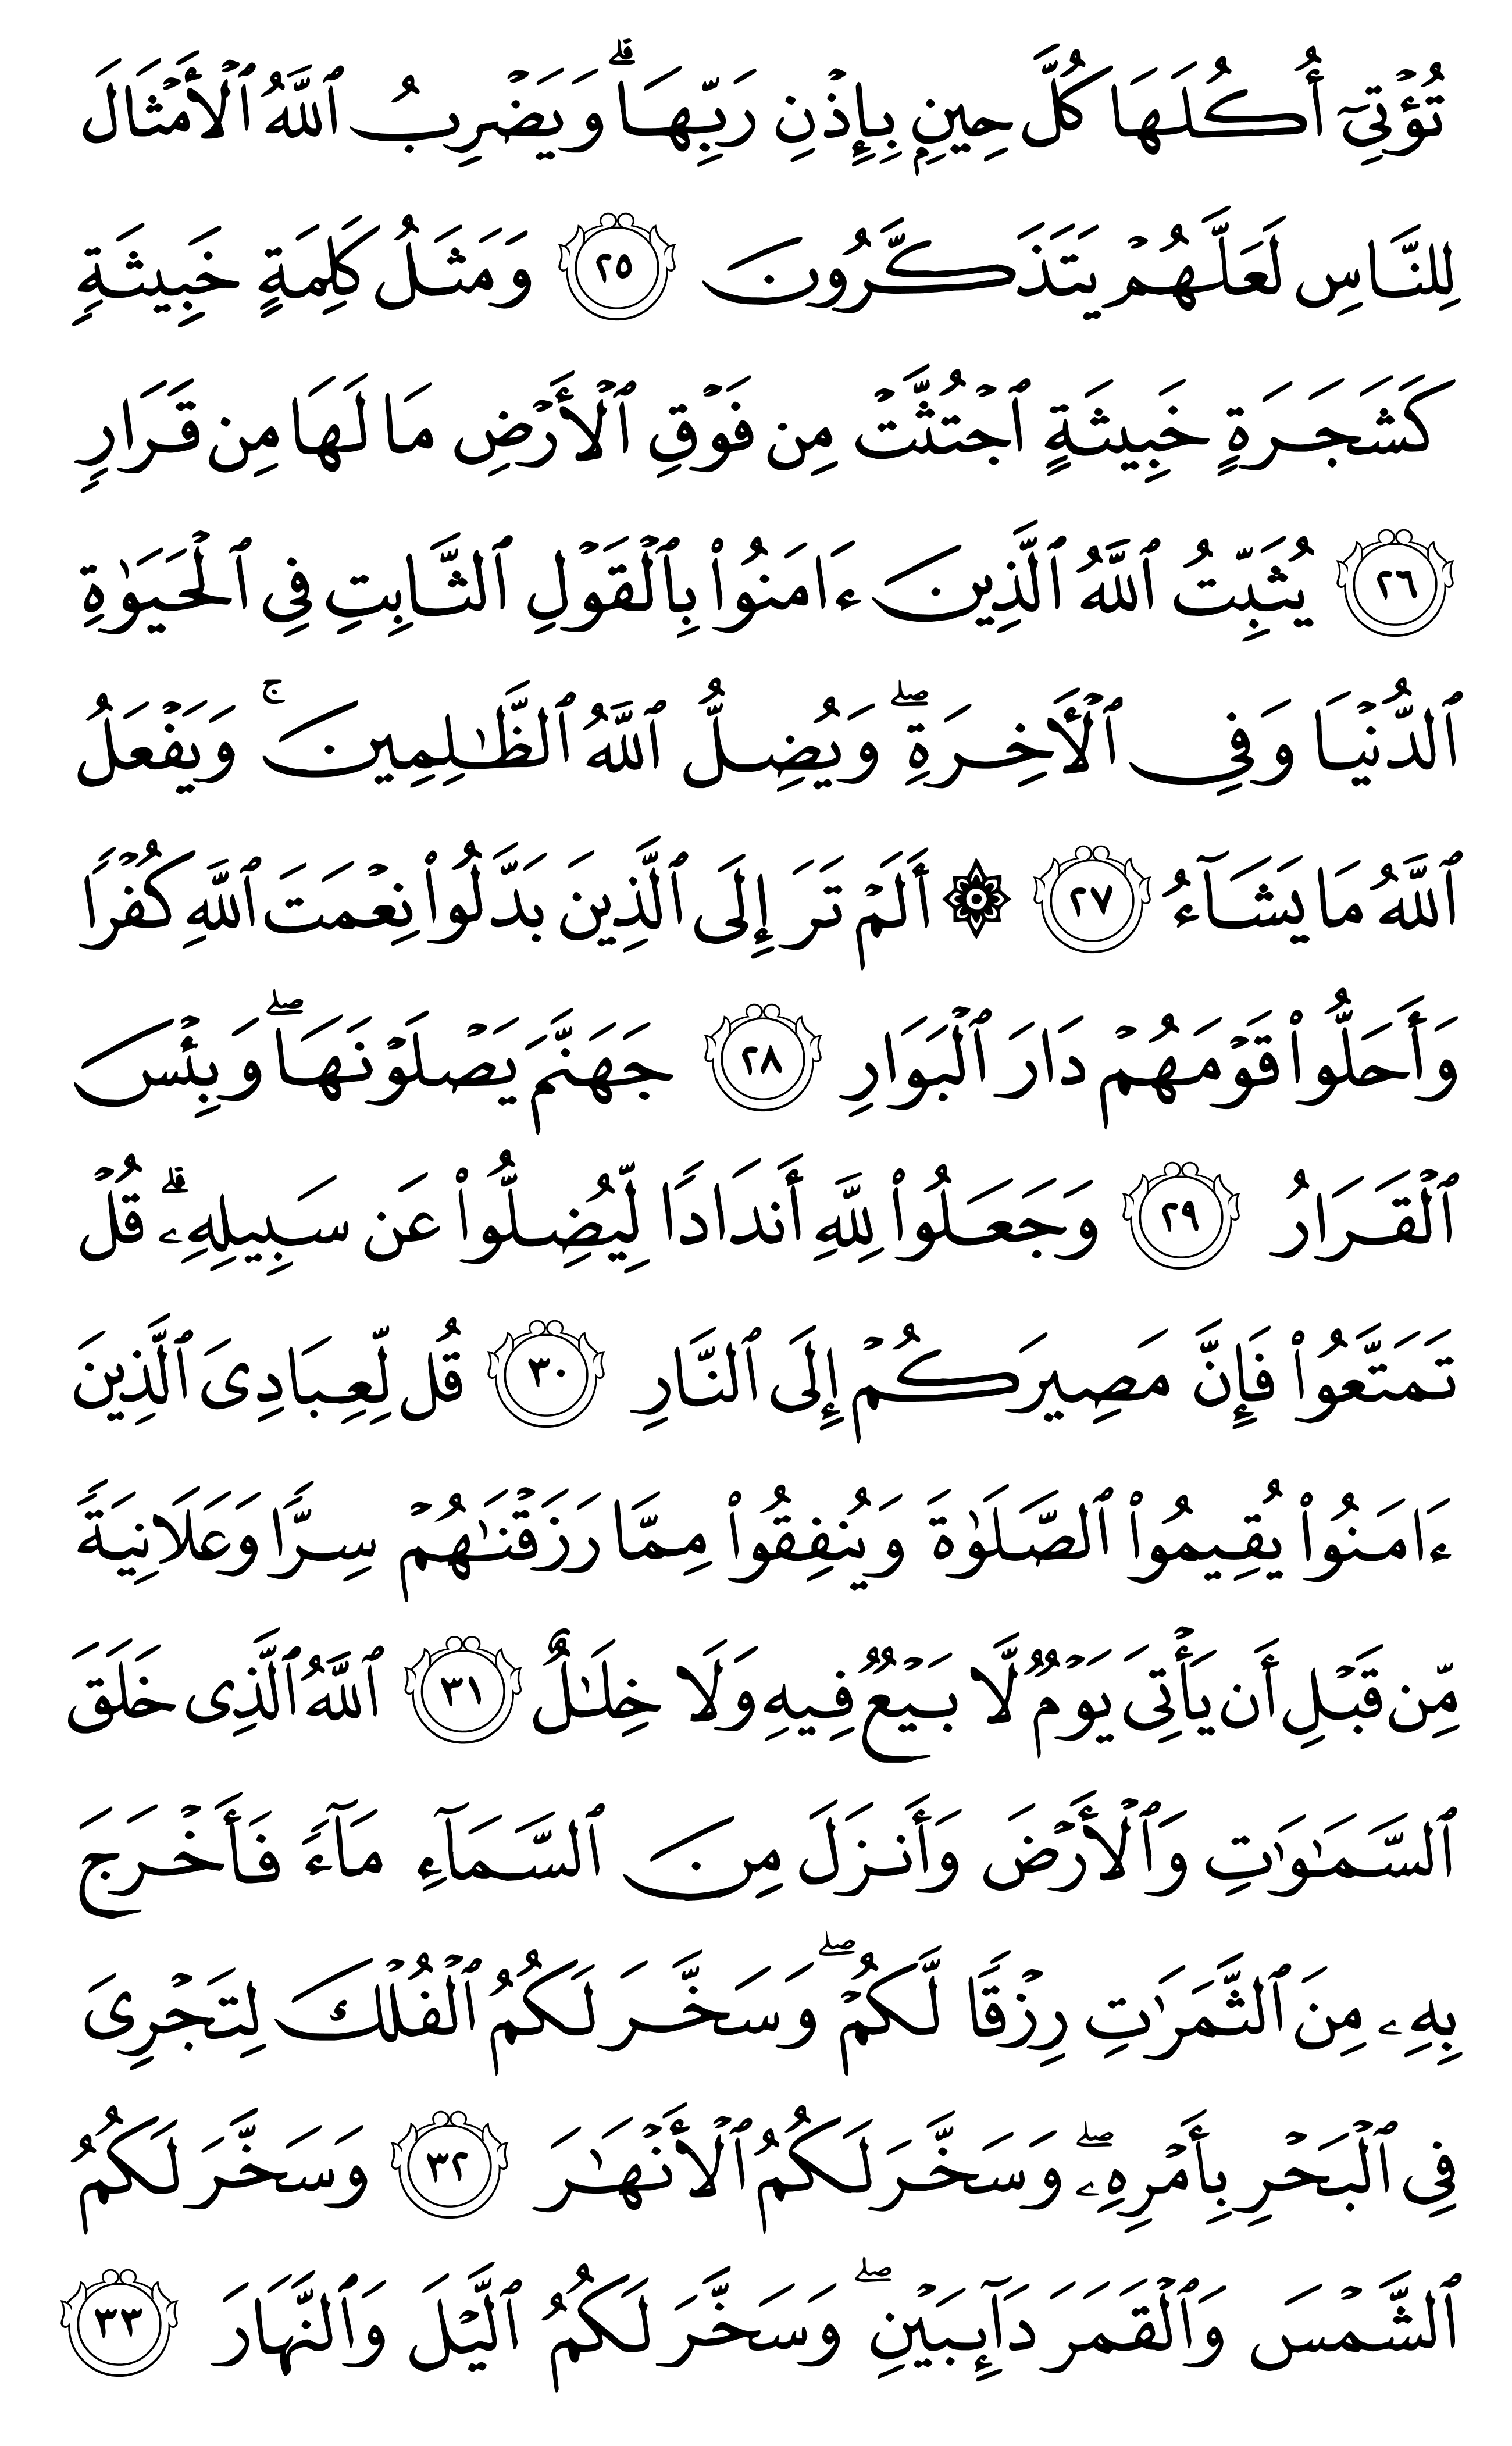 تُؤْتِىٓ أُكُلَهَا كُلَّ حِينٍۭ بِإِذْنِ رَبِّهَا ۗ وَيَضْرِبُ ٱللَّهُ ٱلْأَمْثَالَ
لِلنَّاسِ لَعَلَّهُمْ يَتَذَكَّرُونَ ٢٥ وَمَثَلُ كَلِمَةٍ خَبِيثَةٍ
كَشَجَرَةٍ خَبِيثَةٍ ٱجْتُثَّتْ مِن فَوْقِ ٱلْأَرْضِ مَا لَهَا مِن قَرَارٍ
٢٦ يُثَبِّتُ ٱللَّهُ ٱلَّذِينَ ءَامَنُوا۟ بِٱلْقَوْلِ ٱلثَّابِتِ فِى ٱلْحَيَوٰةِ
ٱلدُّنْيَا وَفِى ٱلْأَخِرَةِ ۖ وَيُضِلُّ ٱللَّهُ ٱلظَّٰلِمِينَ ۚ وَيَفْعَلُ
ٱللَّهُ مَا يَشَآءُ ٢٧ ۞ أَلَمْ تَرَ إِلَى ٱلَّذِينَ بَدَّلُوا۟ نِعْمَتَ ٱللَّهِ كُفْرًا
وَأَحَلُّوا۟ قَوْمَهُمْ دَارَ ٱلْبَوَارِ ٢٨ جَهَنَّمَ يَصْلَوْنَهَا ۖ وَبِئْسَ
ٱلْقَرَارُ ٢٩ وَجَعَلُوا۟ لِلَّهِ أَندَادًا لِّيُضِلُّوا۟ عَن سَبِيلِهِۦ ۗ قُلْ
تَمَتَّعُوا۟ فَإِنَّ مَصِيرَكُمْ إِلَى ٱلنَّارِ ٣٠ قُل لِّعِبَادِىَ ٱلَّذِينَ
ءَامَنُوا۟ يُقِيمُوا۟ ٱلصَّلَوٰةَ وَيُنفِقُوا۟ مِمَّا رَزَقْنَٰهُمْ سِرًّا وَعَلَانِيَةً
مِّن قَبْلِ أَن يَأْتِىَ يَوْمٌ لَّا بَيْعٌ فِيهِ وَلَا خِلَٰلٌ ٣١ ٱللَّهُ ٱلَّذِى خَلَقَ
ٱلسَّمَٰوَٰتِ وَٱلْأَرْضَ وَأَنزَلَ مِنَ ٱلسَّمَآءِ مَآءً فَأَخْرَجَ
بِهِۦ مِنَ ٱلثَّمَرَٰتِ رِزْقًا لَّكُمْ ۖ وَسَخَّرَ لَكُمُ ٱلْفُلْكَ لِتَجْرِىَ
فِى ٱلْبَحْرِ بِأَمْرِهِۦ ۖ وَسَخَّرَ لَكُمُ ٱلْأَنْهَٰرَ ٣٢ وَسَخَّرَ لَكُمُ
ٱلشَّمْسَ وَٱلْقَمَرَ دَآئِبَيْنِ ۖ وَسَخَّرَ لَكُمُ ٱلَّيْلَ وَٱلنَّهَارَ ٣٣